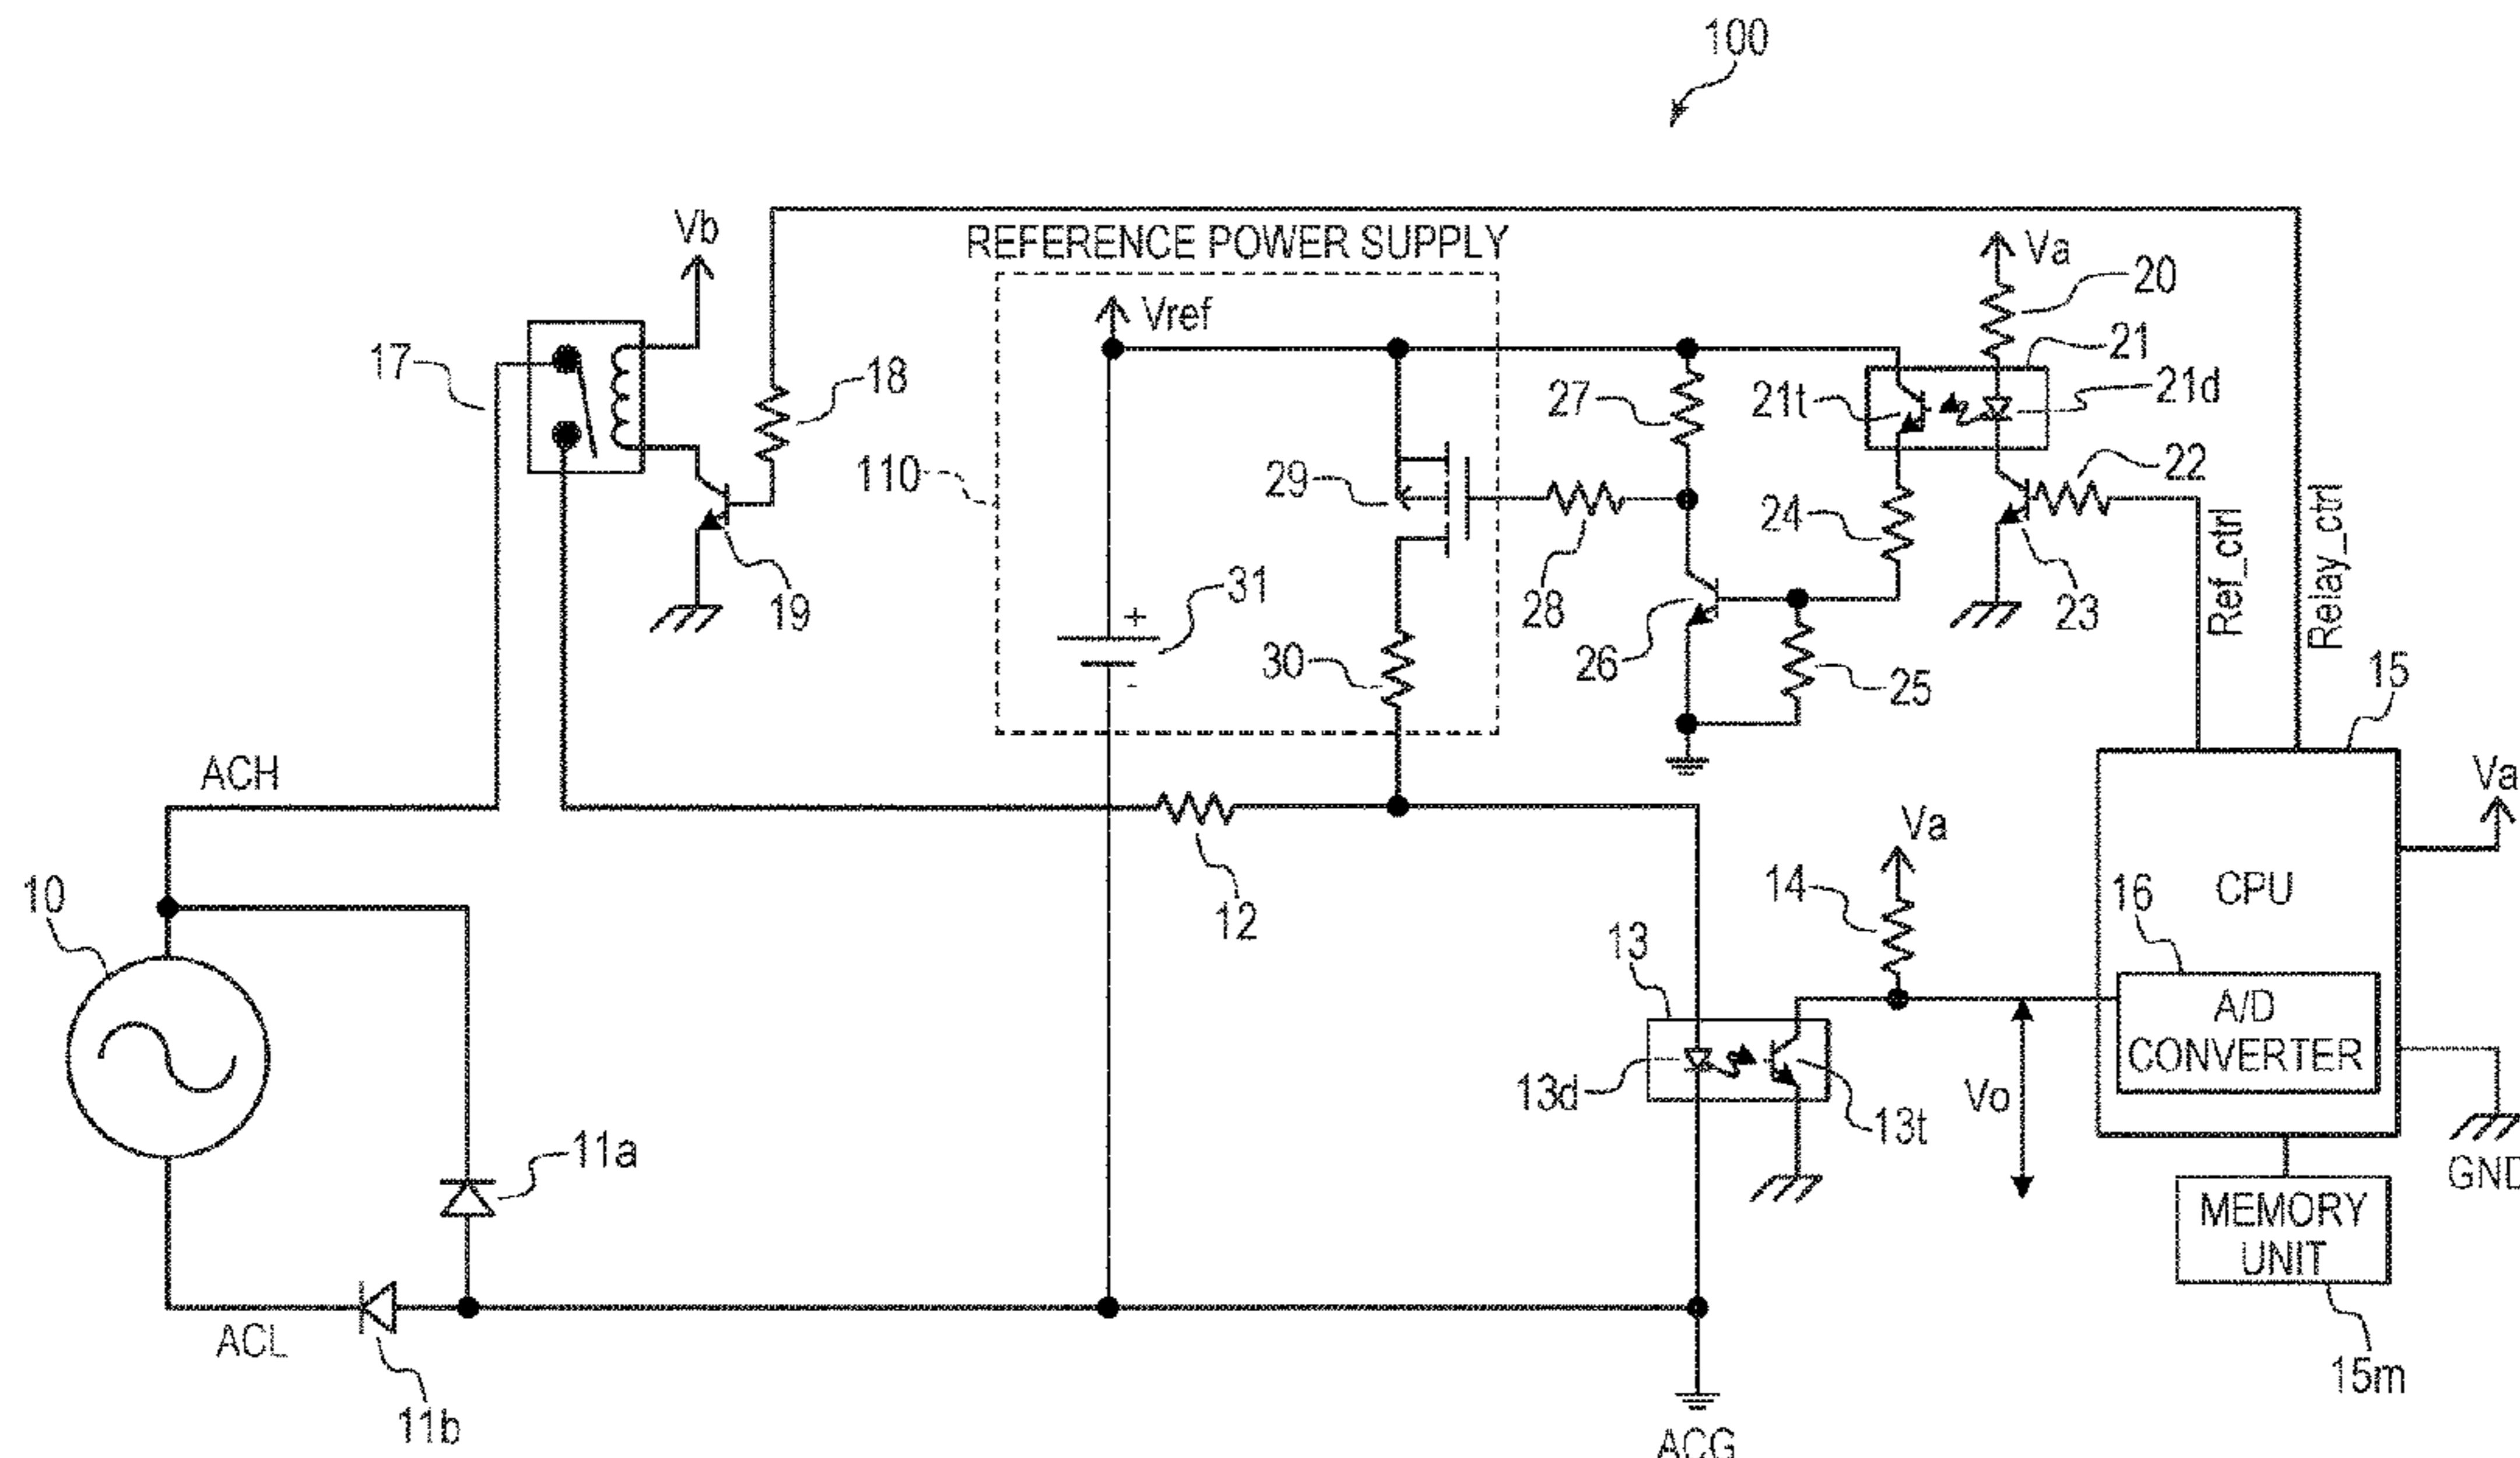 100
REFERENCE POWER SUPPLY
Vb
Vref
Va
20
21
21d
21t
17
18
27
22
110
29
24
19
31
28
26
23
30
25
Ref_ctrl
Relay_ctrl
15
ACH
Va
Va
10
12
14
16
CPU
13
A/D
CONVERTER
13d
13t
Vo
11a
GND
MEMORY
UNIT
ACL
11b
15m
ACG